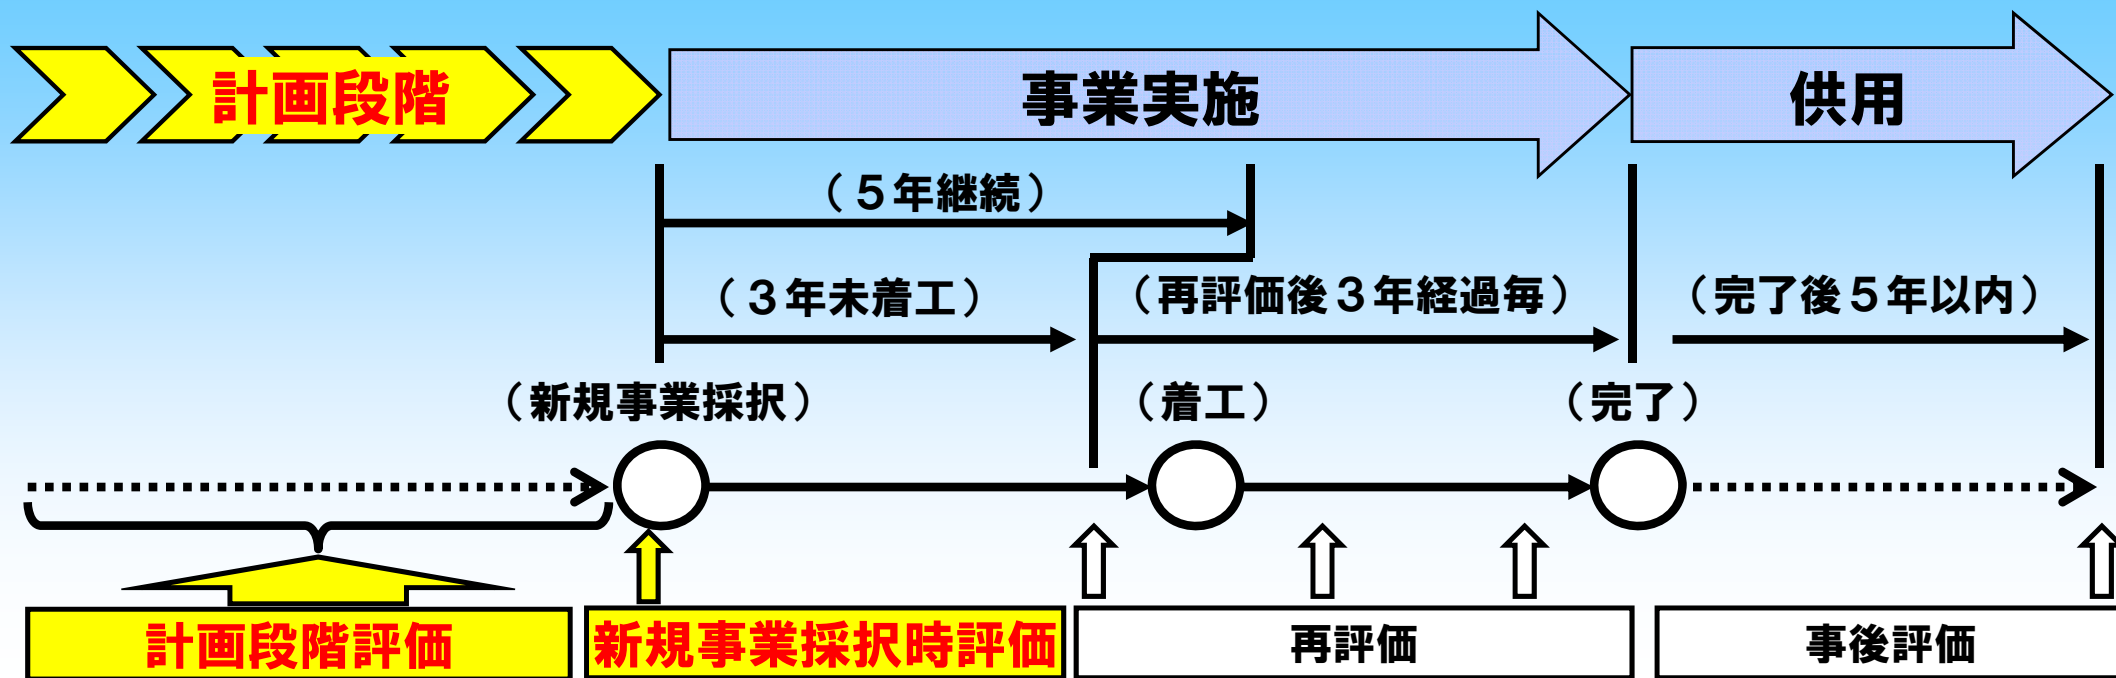 計画段階
事業実施
供用
（５年継続）
（３年未着工）
（再評価後３年経過毎）
（完了後５年以内）
（新規事業採択）
（着工）
（完了）
計画段階評価
新規事業採択時評価
再評価
事後評価